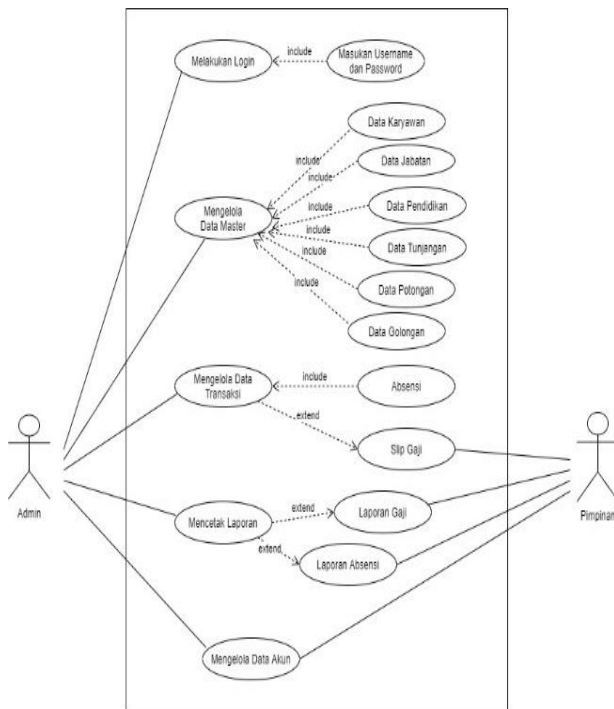 Melakukan Login
include
Masukan Username
dan Password
Data Karyawan
include
Data Jabatan
include
Mengelola
Data Master
include
Data Pendidikan
include
Data Tunjangan
include
Data Potongan
include
Data Golongan
Mengelola Data
Transaksi
include
Absensi
extend
Slip Gaji
Admin
Pimpinan
Mencetak Laporan
extend
Laporan Gaji
extend
Laporan Absensi
Mengelola Data Akun